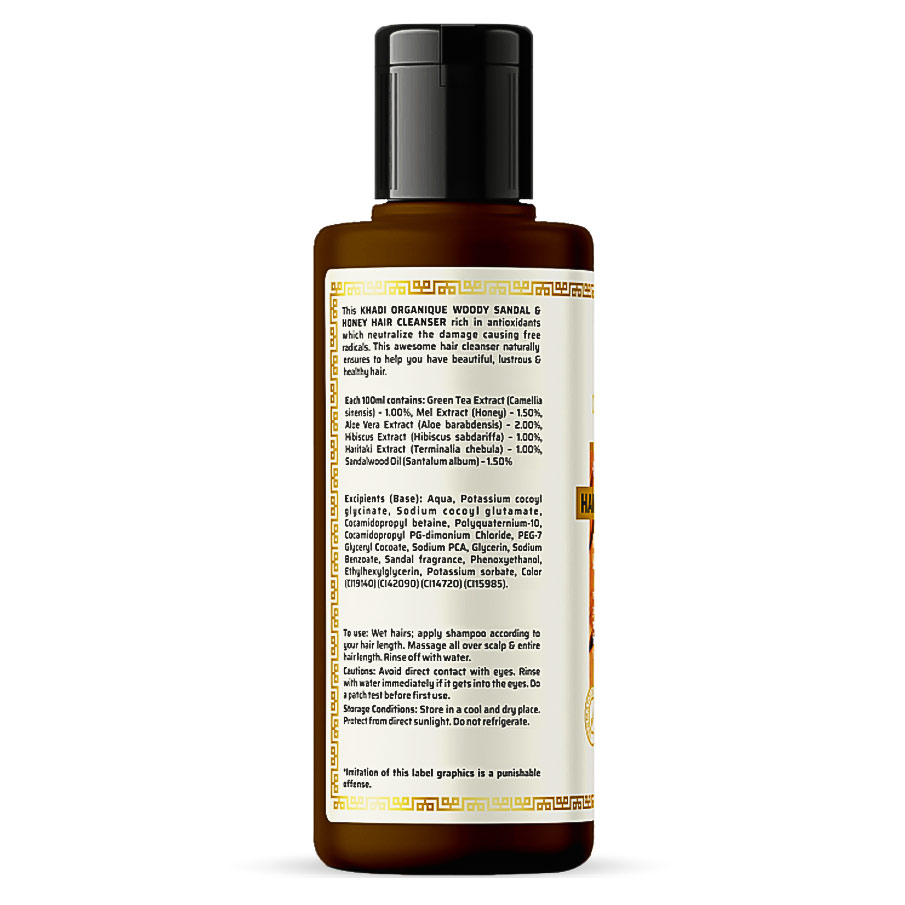 This KHADI ORGANIQUE WOODY SANDAL &
HONEY HAIR CLEANSER rich in antioxidants
which neutralize the damage causing free
radicals. This awesome hair cleanser naturally
ensures to help you have beautiful, lustrous &
healthy hair.
Each 100ml contains: Green Tea Extract (Camellia
sinensis) - 1.00%, Mel Extract (Honey) - 1.50%,
Aloe Vera Extract (Aloe barabdensis) - 2.00%,
Hibiscus Extract (Hibiscus sabdariffa) - 1.00%,
Haritaki Extract (Terminalia chebula) - 1.00%,
Sandalwood Oil (Santalum album) - 1.50%
Excipients (Base): Aqua, Potassium cocoyl
glycinate, Sodium cocoyl glutamate,
Cocamidopropyl betaine, Polyquaternium-10,
Cocamidopropyl PG-dimonium Chloride, PEG-7
Glyceryl Cocoate, Sodium PCA, Glycerin, Sodium
Benzoate, Sandal fragrance, Phenoxyethanol,
Ethylhexylglycerin, Potassium sorbate, Color
(CI19140) (CI42090) (CI14720) (CI15985).
To use: Wet hairs; apply shampoo according to
your hair length. Massage all over scalp & entire
hair length. Rinse off with water.
Cautions: Avoid direct contact with eyes. Rinse
with water immediately if it gets into the eyes. Do
a patch test before first use.
Storage Conditions: Store in a cool and dry place.
Protect from direct sunlight. Do not refrigerate.
*Imitation of this label graphics is a punishable
offense.